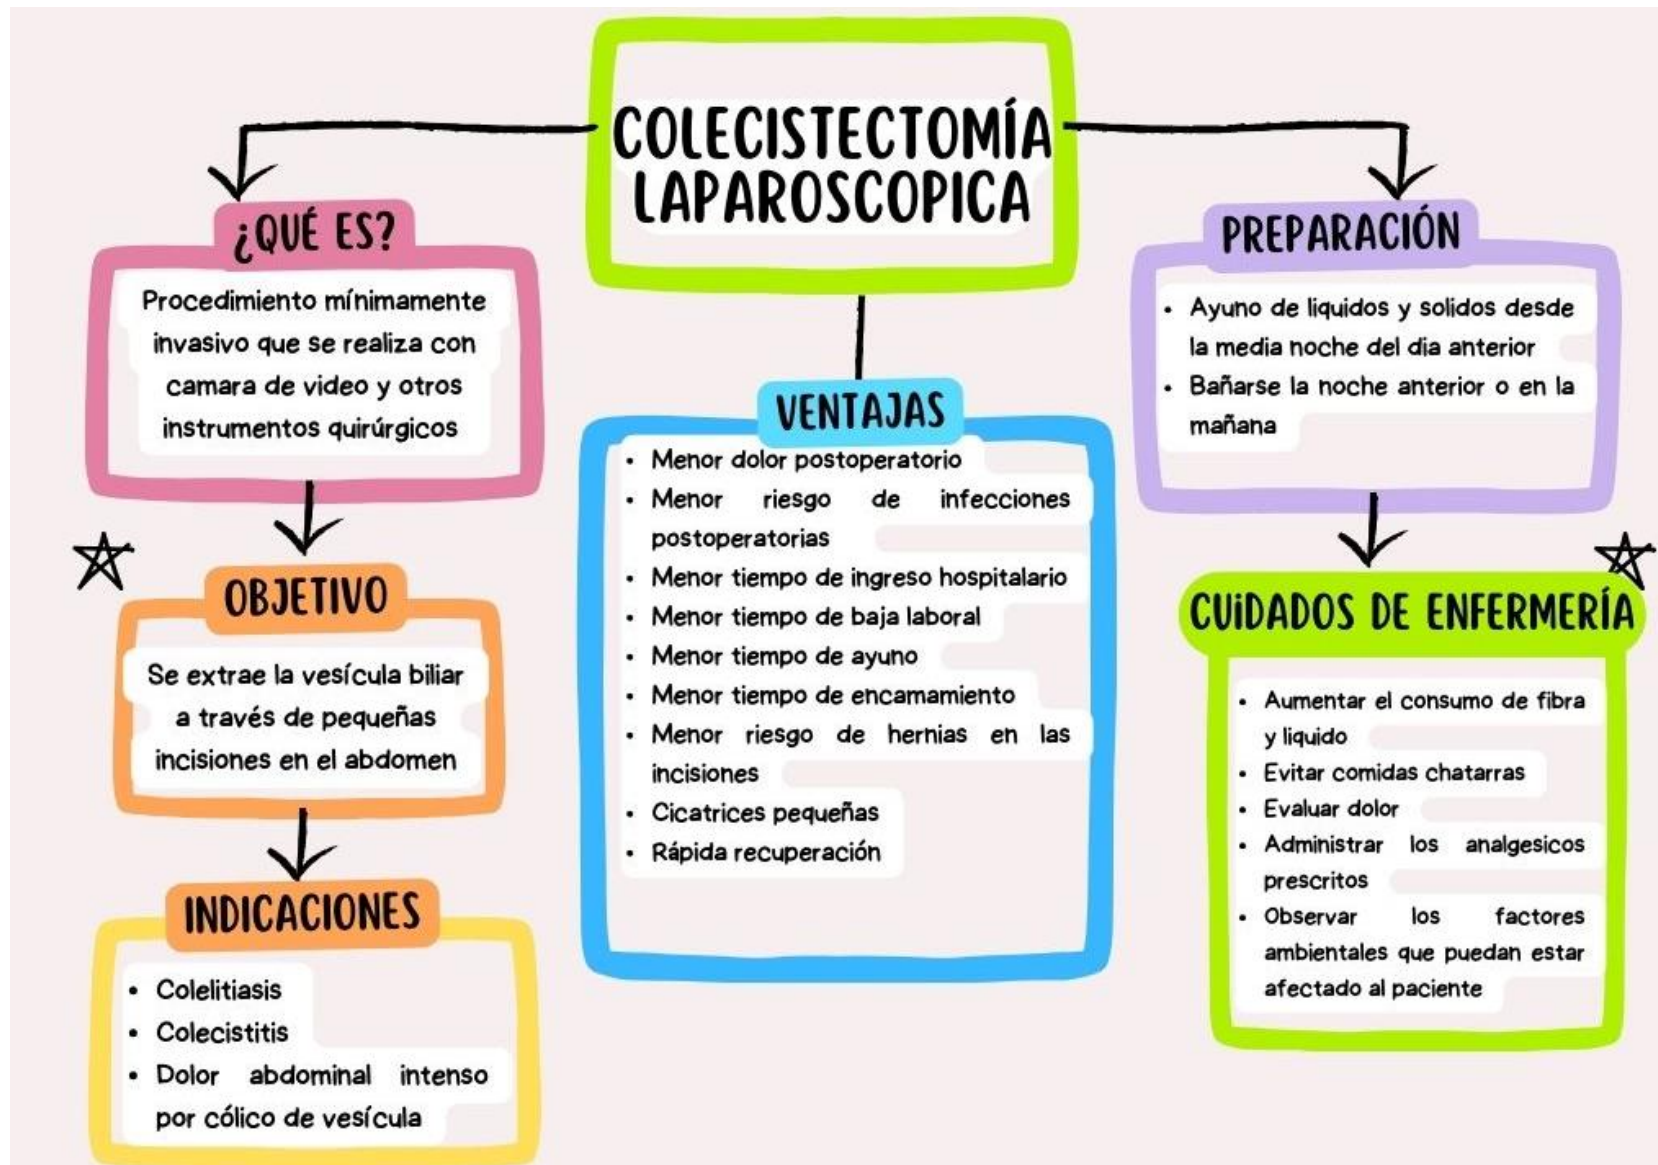 COLECISTECTOMÍA
LAPAROSCOPICA
¿QUÉ ES?
Procedimiento mínimamente
invasivo que se realiza con
camara de video y otros
instrumentos quirúrgicos
OBJETIVO
Se extrae la vesícula biliar
a través de pequeñas
incisiones en el abdomen
INDICACIONES
• Colelitiasis
• Colecistitis
• Dolor abdominal intenso
por cólico de vesícula
VENTAJAS
• Menor dolor postoperatorio
• Menor riesgo de infecciones
postoperatorias
• Menor tiempo de ingreso hospitalario
• Menor tiempo de baja laboral
• Menor tiempo de ayuno
• Menor tiempo de encamamiento
• Menor riesgo de hernias en las
incisiones
• Cicatrices pequeñas
• Rápida recuperación
PREPARACIÓN
• Ayuno de liquidos y solidos desde
la media noche del dia anterior
• Bañarse la noche anterior o en la
mañana
CUiDADOS DE ENFERMERÍA
• Aumentar el consumo de fibra
y liquido
• Evitar comidas chatarras
• Evaluar dolor
• Administrar los analgesicos
prescritos
• Observar los factores
ambientales que puedan estar
afectado al paciente